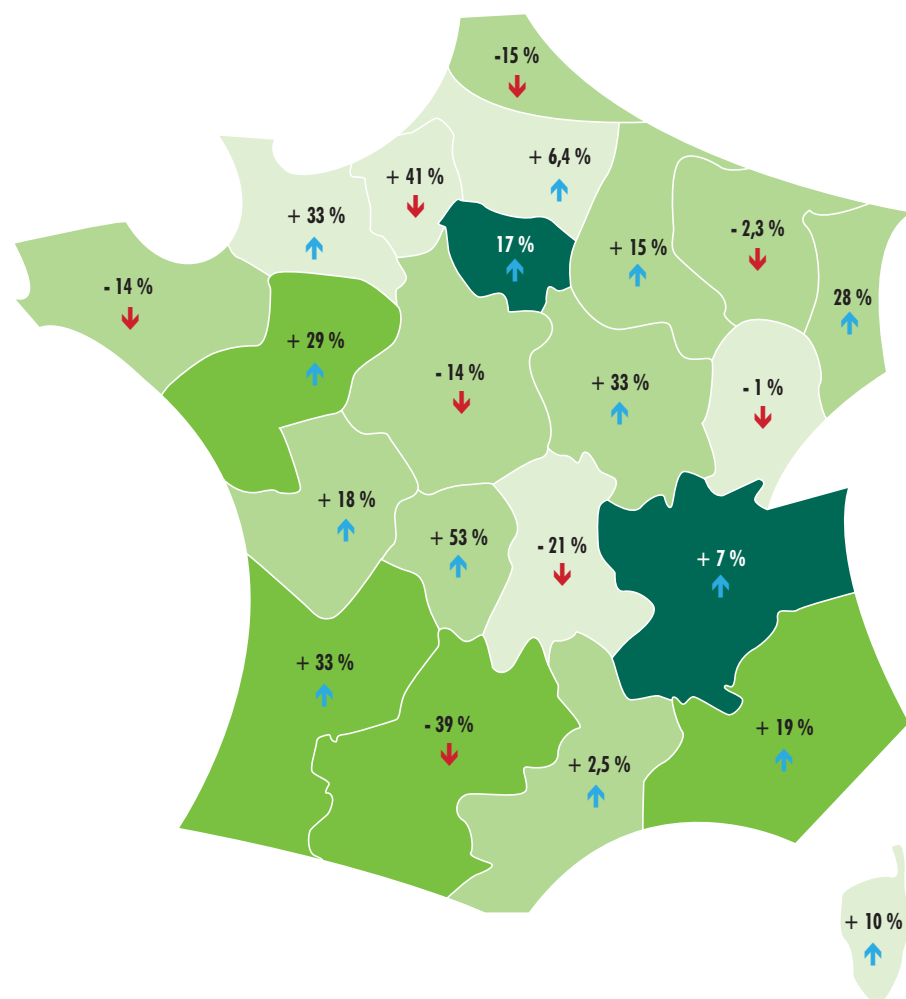 -15 %
+ 6,4 %
+ 41 %
+ 33 %
- 2,3 %
17 %
+ 15 %
- 14 %
28 %
+ 29 %
- 14 %
+ 33 %
- 1 %
+ 18 %
+ 53 %
- 21 %
+ 7 %
+ 33 %
- 39 %
+ 19 %
+ 2,5 %
+ 10 %